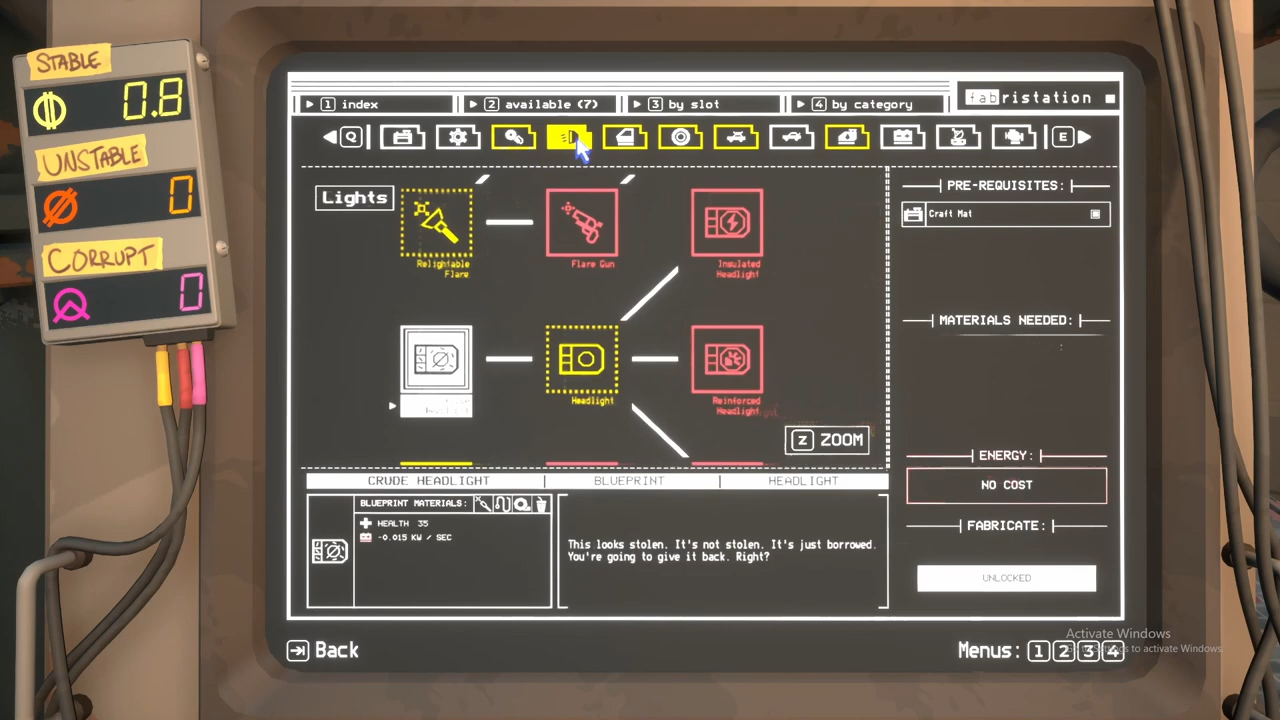 STABLE
0.8
UNSTABLE
0
CORRUPT
0
1 index
2 available (7)
3 by slot
4 by category
fabristation
Q
E
Lights
Relightable
Flare
Flare Gun
Insulated
Headlight
Headlight
Reinforced
Headlight
Z ZOOM
CRUDE HEADLIGHT
BLUEPRINT
HEADLIGHT
BLUEPRINT MATERIALS:
HEALTH 35
-0.015 KW / SEC
This looks stolen. It's not stolen. It's just borrowed.
You're going to give it back. Right?
PRE-REQUISITES:
Craft Mat
MATERIALS NEEDED:
ENERGY:
NO COST
FABRICATE:
UNLOCKED
Back
Menus: 1 2 3 4
Activate Windows
to activate Windows.